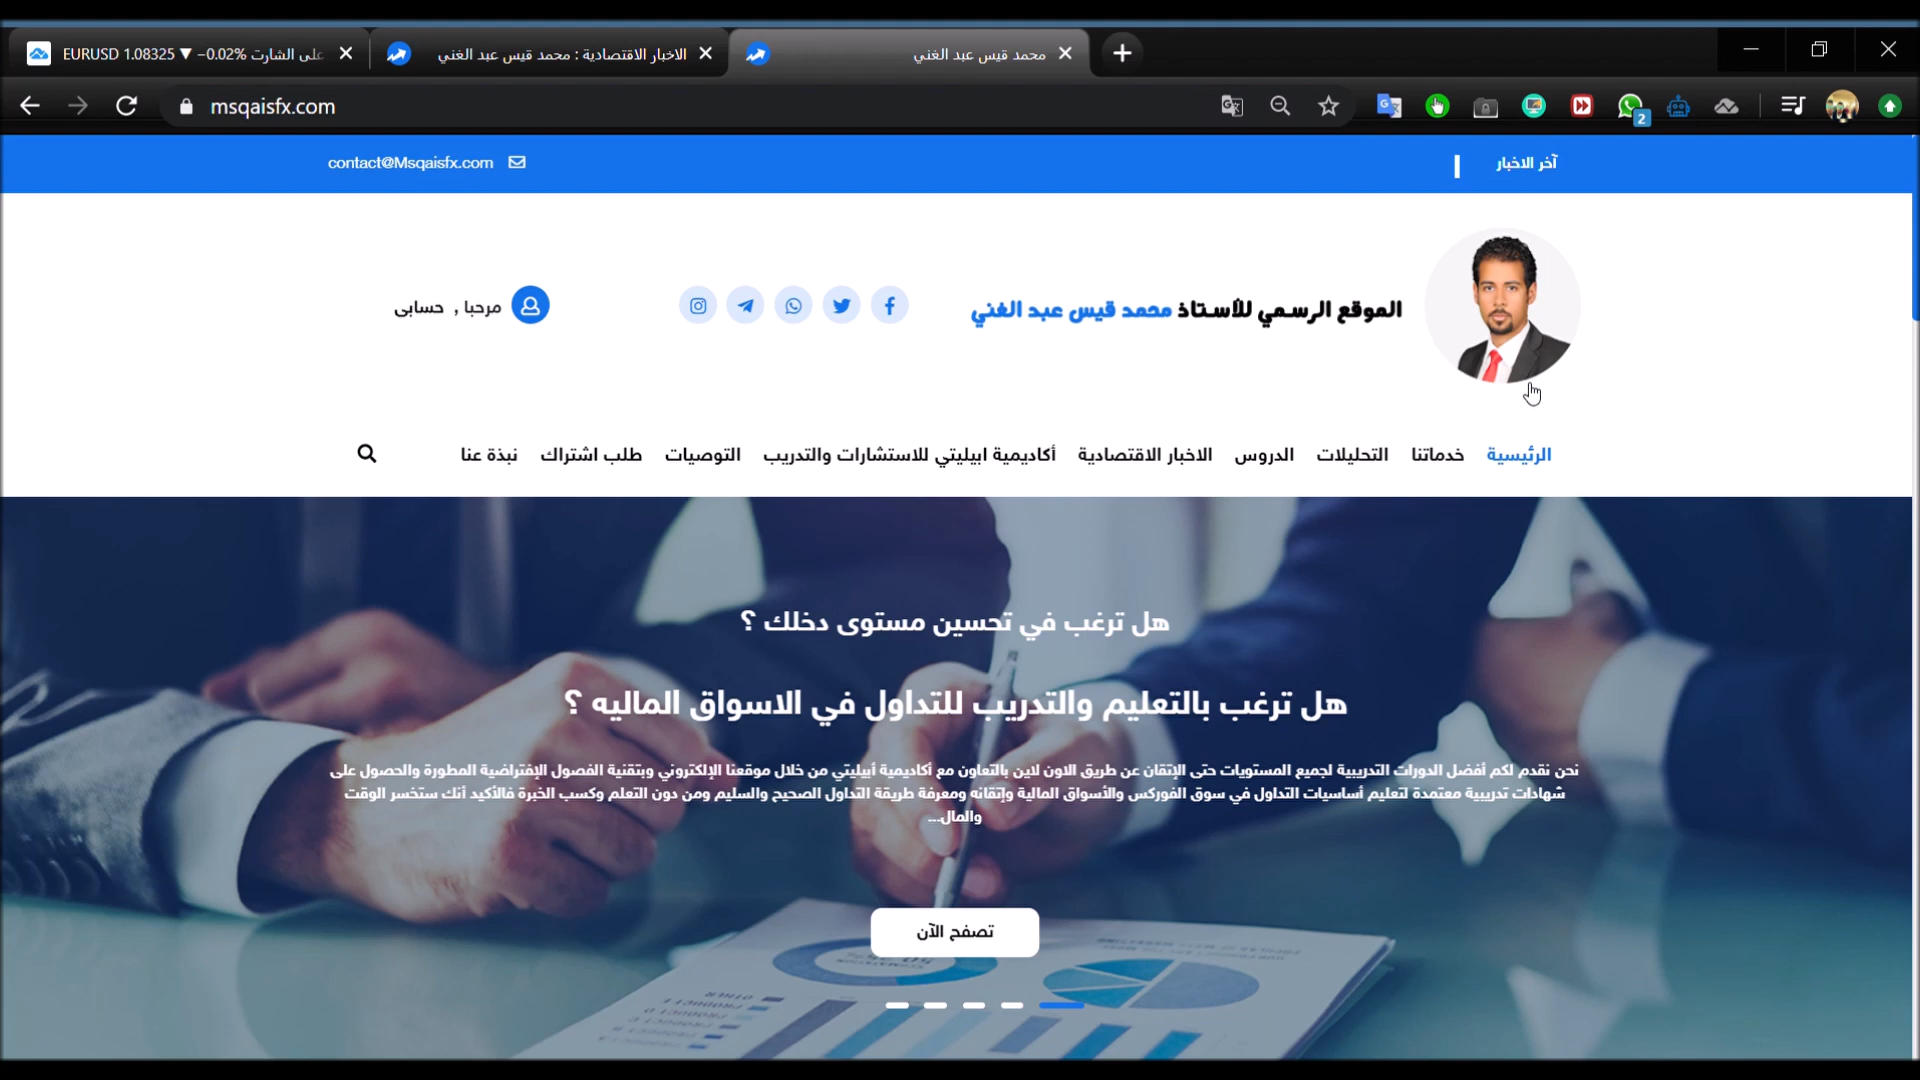 EURUSD 1.08325 ▼ −0.02% على الشارت
الاخبار الاقتصادية : محمد قيس عبد الغني
محمد قيس عبد الغني
msqaisfx.com
2
آخر الاخبار
contact@Msqaisfx.com
الموقع الرسمي للأستاذ محمد قيس عبد الغني
مرحبا , حسابى
الرئيسية خدماتنا التحليلات الدروس الاخبار الاقتصادية أكاديمية ابيليتي للاستشارات والتدريب التوصيات طلب اشتراك نبذة عنا
هل ترغب في تحسين مستوى دخلك ؟
هل ترغب بالتعليم والتدريب للتداول في الاسواق الماليه ؟
نحن نقدم لكم أفضل الدورات التدريبية لجميع المستويات حتى الإتقان عن طريق الاون لاين بالتعاون مع أكاديمية أبيليتي من خلال موقعنا الإلكتروني وبتقنية الفصول الإفتراضية المطورة والحصول على
شهادات تدريبية معتمدة لتعليم أساسيات التداول في سوق الفوركس والأسواق المالية وإتقانه ومعرفة طريقة التداول الصحيح والسليم ومن دون التعلم وكسب الخبرة فالأكيد أنك ستخسر الوقت
والمال...
تصفح الآن